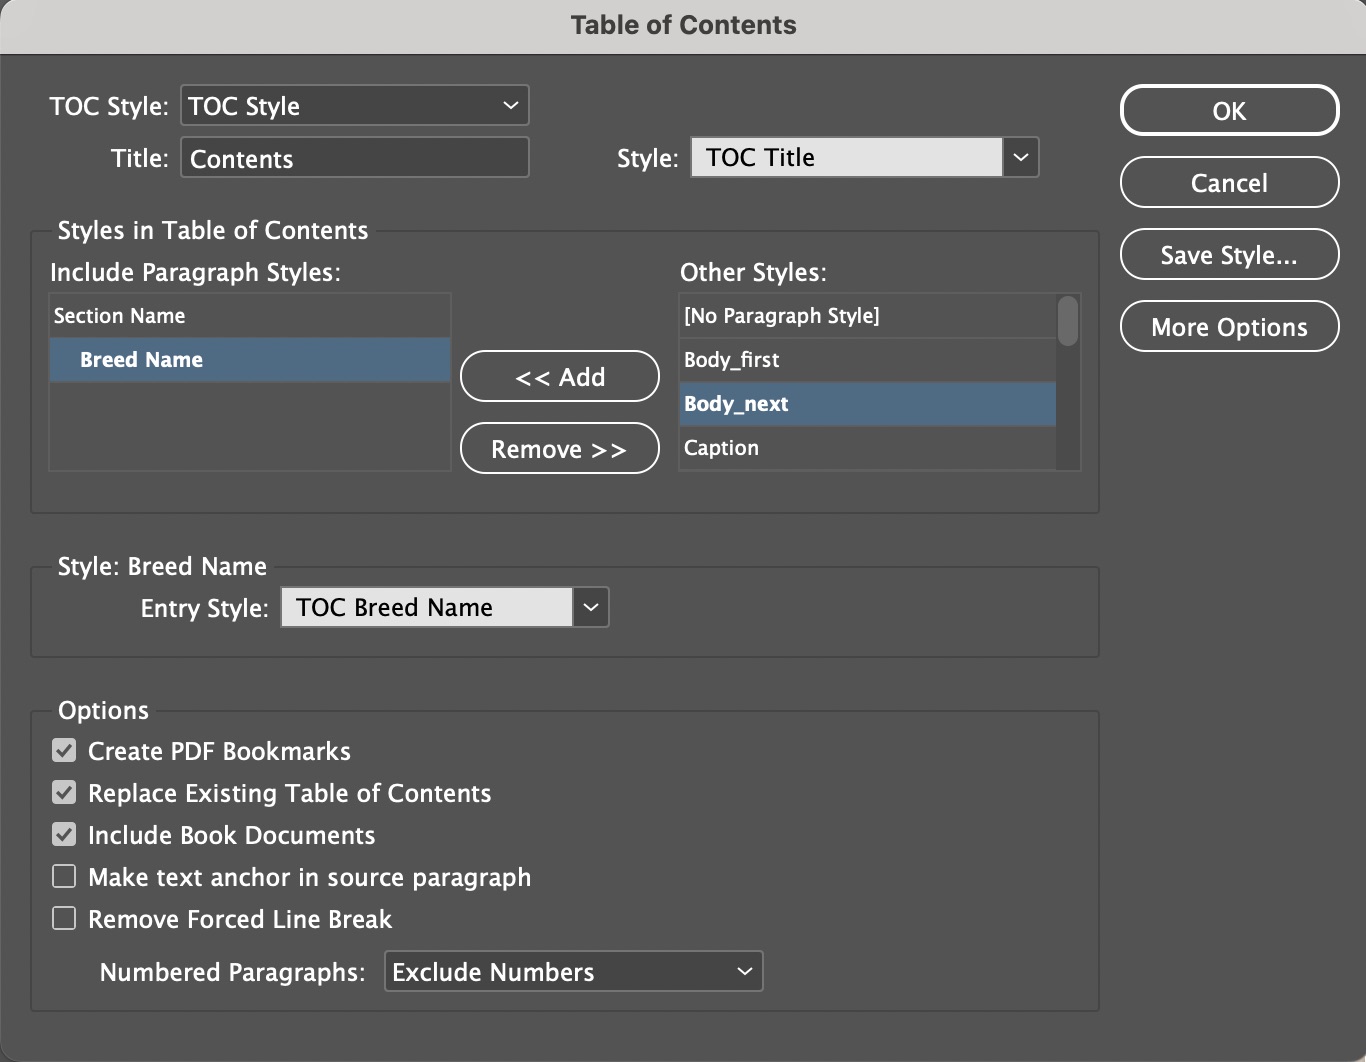 Table of Contents
TOC Style: TOC Style
OK
Title: Contents Style: TOC Title
Cancel
Styles in Table of Contents
Save Style...
Include Paragraph Styles: Other Styles:
Section Name [No Paragraph Style]
More Options
Breed Name Body_first
<< Add
Body_next
Remove >> Caption
Style: Breed Name
Entry Style: TOC Breed Name
Options
Create PDF Bookmarks
Replace Existing Table of Contents
Include Book Documents
Make text anchor in source paragraph
Remove Forced Line Break
Numbered Paragraphs: Exclude Numbers